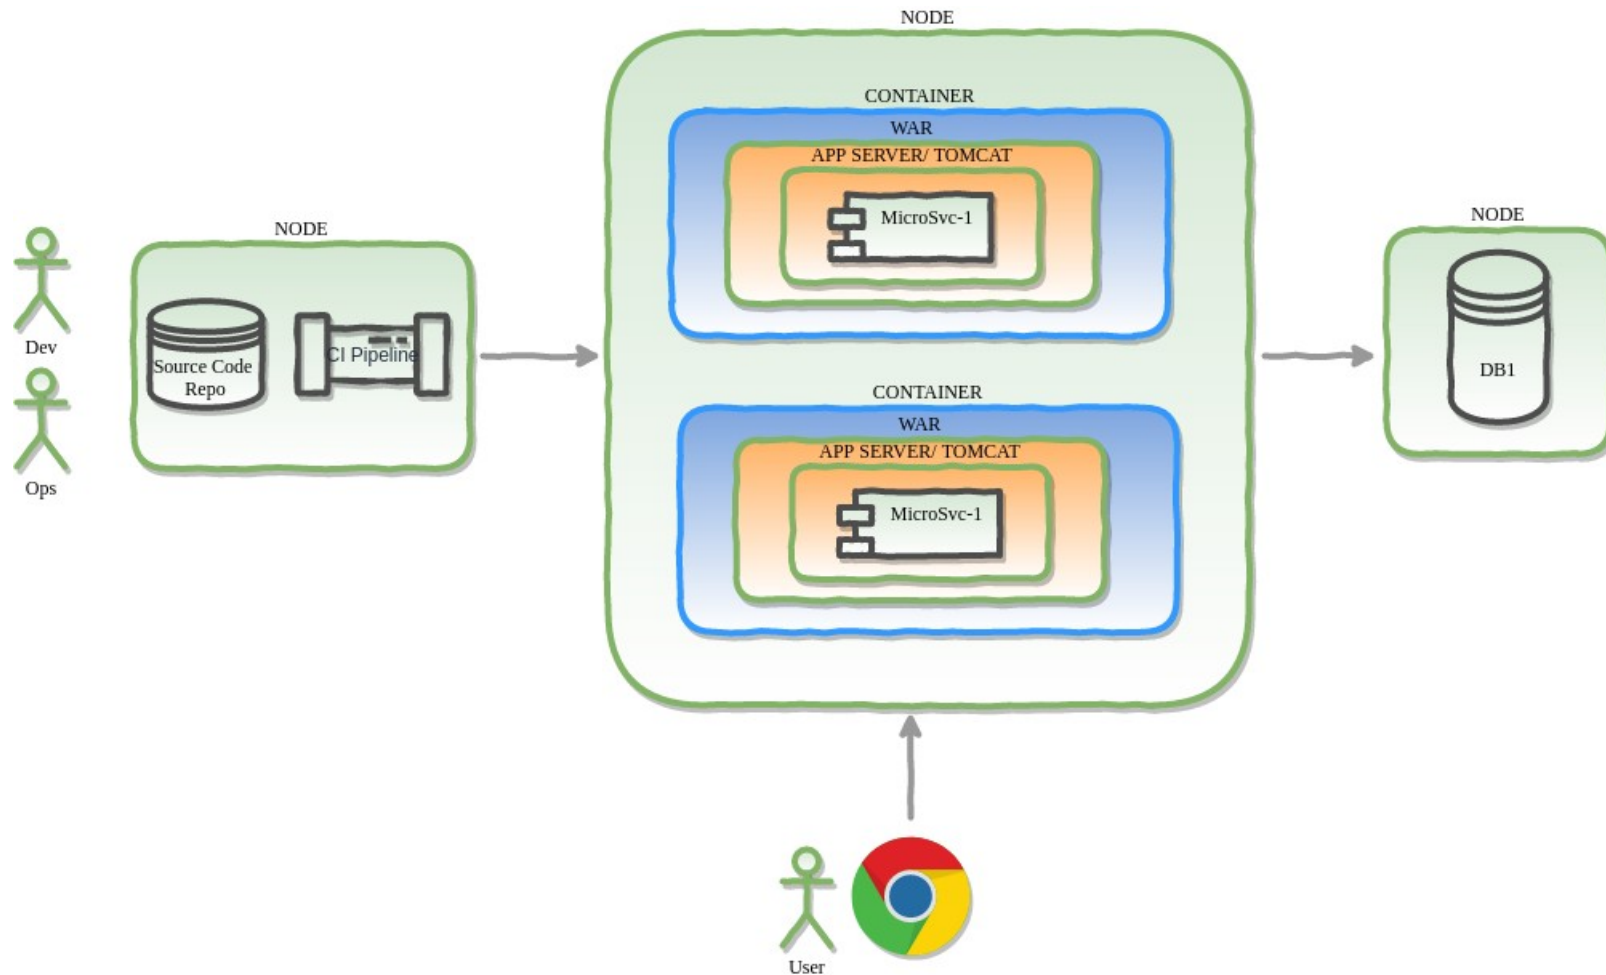 NODE
CONTAINER
WAR
APP SERVER/ TOMCAT
MicroSvc-1
NODE
Source Code
Repo
CI Pipeline
Dev
Ops
CONTAINER
WAR
APP SERVER/ TOMCAT
MicroSvc-1
NODE
DB1
User